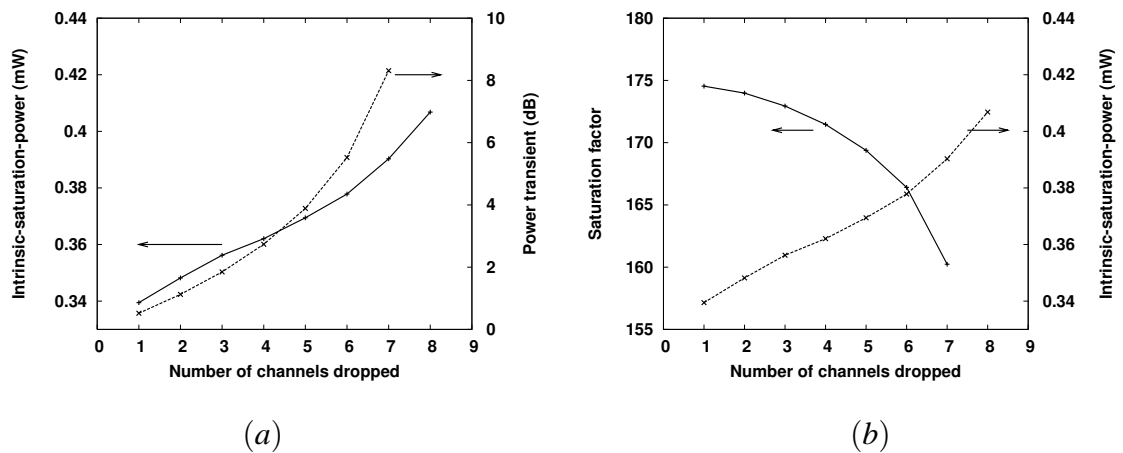 0.44
0.42
0.4
0.38
0.36
0.34
Intrinsic-saturation-power (mW)
10
8
6
4
2
0
Power transient (dB)
0 1 2 3 4 5 6 7 8 9
Number of channels dropped
(a)
180
175
170
165
160
155
Saturation factor
0.44
0.42
0.4
0.38
0.36
0.34
Intrinsic-saturation-power (mW)
0 1 2 3 4 5 6 7 8 9
Number of channels dropped
(b)